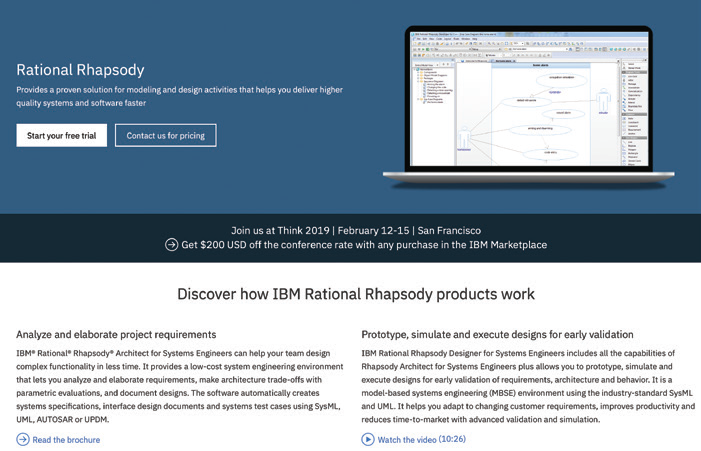 Rational Rhapsody
Provides a proven solution for modeling and design activities that helps you deliver higher
quality systems and software faster
Start your free trial
Contact us for pricing
Join us at Think 2019 | February 12-15 | San Francisco
Get $200 USD off the conference rate with any purchase in the IBM Marketplace
Discover how IBM Rational Rhapsody products work
Analyze and elaborate project requirements
IBM® Rational® Rhapsody® Architect for Systems Engineers can help your team design
complex functionality in less time. It provides a low-cost system engineering environment
that lets you analyze and elaborate requirements, make architecture trade-offs with
parametric evaluations, and document designs. The software automatically creates
systems specifications, interface design documents and systems test cases using SysML,
UML, AUTOSAR or UPDM.
Read the brochure
Prototype, simulate and execute designs for early validation
IBM Rational Rhapsody Designer for Systems Engineers includes all the capabilities of
Rhapsody Architect for Systems Engineers plus allows you to prototype, simulate and
execute designs for early validation of requirements, architecture and behavior. It is a
model-based systems engineering (MBSE) environment using the industry-standard SysML
and UML. It helps you adapt to changing customer requirements, improves productivity and
reduces time-to-market with advanced validation and simulation.
Watch the video (10:26)